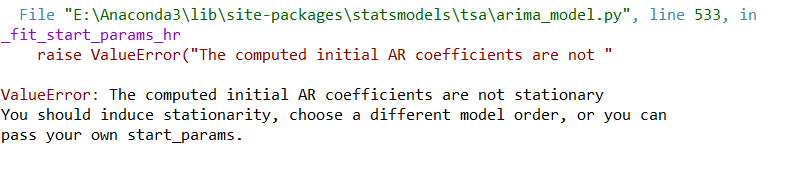 File "E:\Anaconda3\lib\site-packages\statsmodels\tsa\arima_model.py", line 533, in
_fit_start_params_hr
raise ValueError("The computed initial AR coefficients are not "
ValueError: The computed initial AR coefficients are not stationary
You should induce stationarity, choose a different model order, or you can
pass your own start_params.